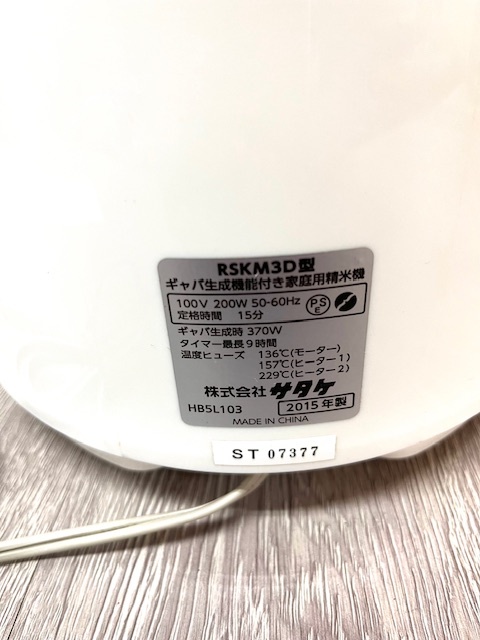 RSKM3D型
ギャバ生成機能付き家庭用精米機
100V 200W 50-60Hz
定格時間 15分
PSE
ギャバ生成時 370W
タイマー最長9時間
温度ヒューズ 136℃(モーター)
157℃(ヒーター1)
229℃(ヒーター2)
株式会社サタケ
HB5L103 2015年製
MADE IN CHINA
ST 07377